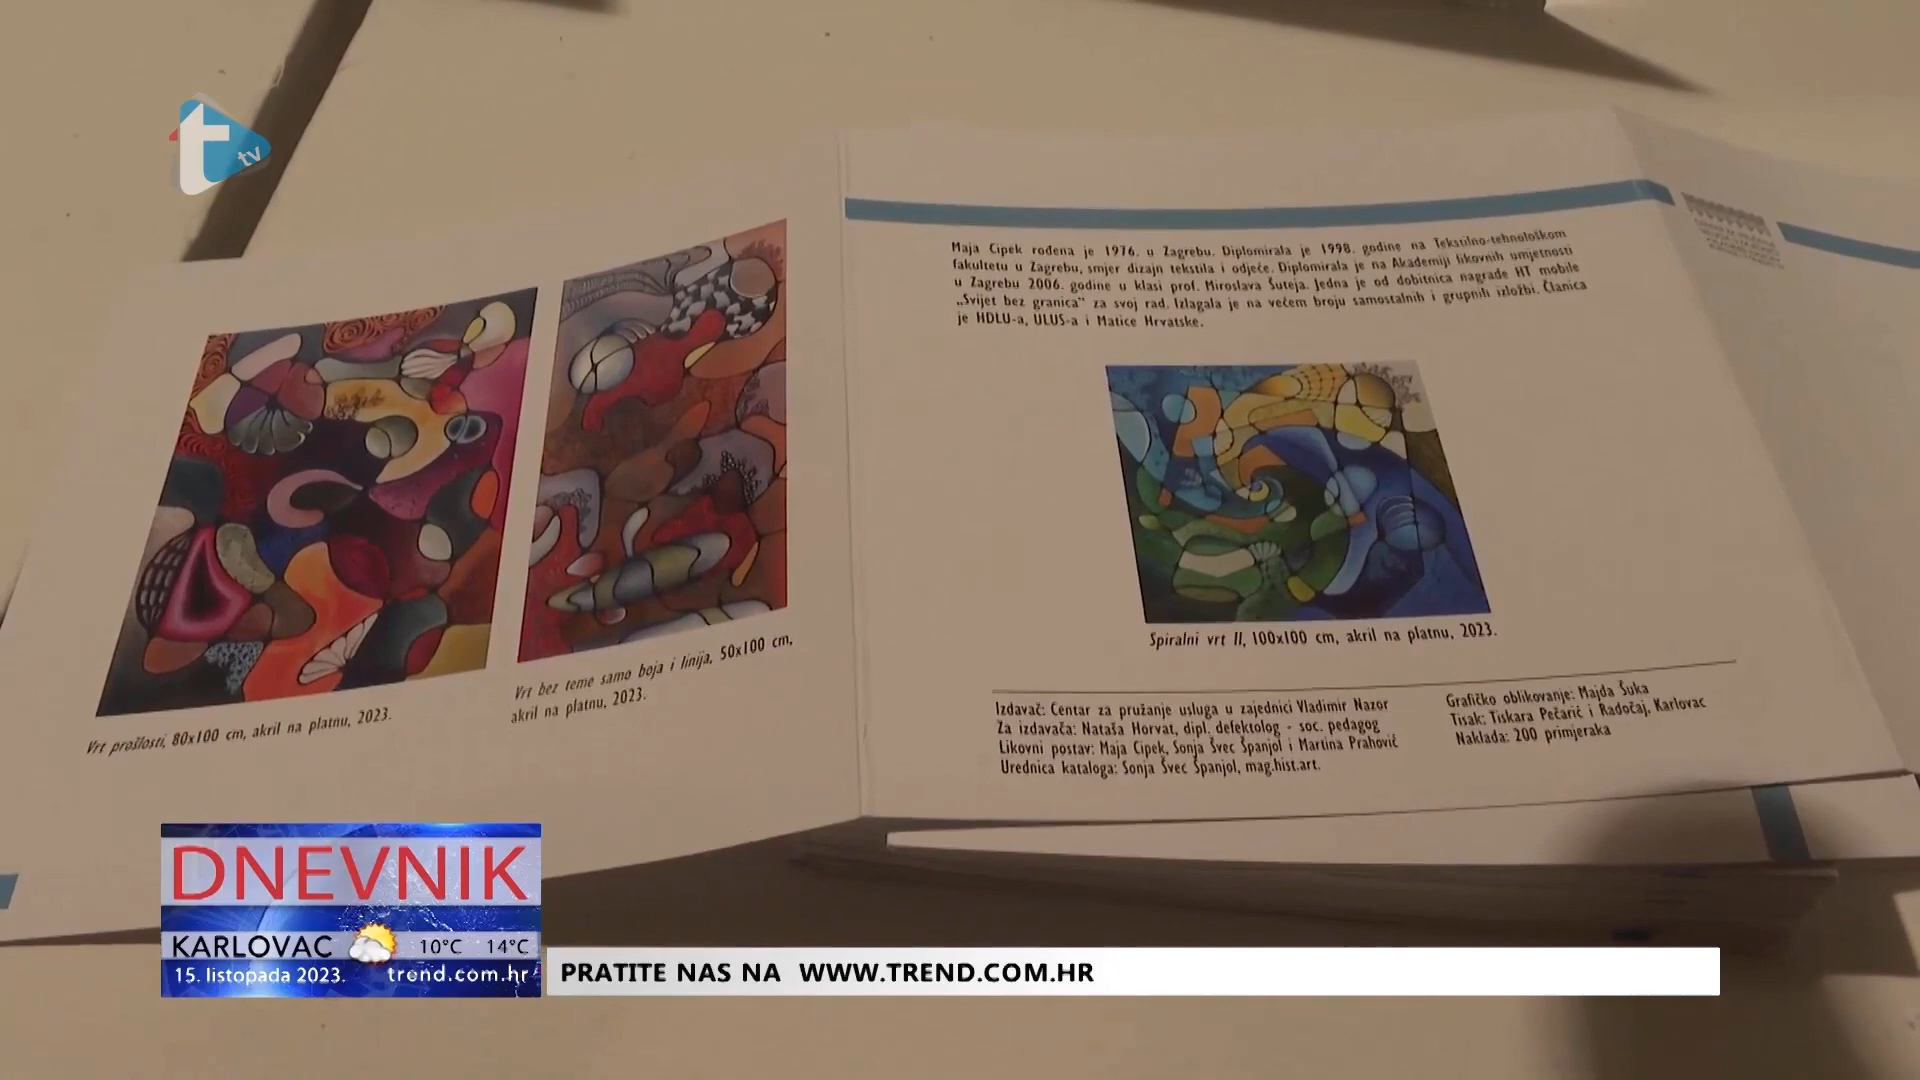 t tv
Maja Cipek rođena je 1976. u Zagrebu. Diplomirala je 1998. godine na Tekstilno-tehnološkom
fakultetu u Zagrebu, smjer dizajn tekstila i odjeće. Diplomirala je na Akademiji likovnih umjetnosti
u Zagrebu 2006. godine u klasi prof. Miroslava Šuteja. Jedna je od dobitnica nagrade HT mobile
„Svijet bez granica“ za svoj rad. Izlagala je na većem broju samostalnih i grupnih izložbi. Članica
je HDLU-a, ULUS-a i Matice Hrvatske.
Vrt prošlosti, 80x100 cm, akril na platnu, 2023.
Vrt bez teme samo boja i linija, 50x100 cm,
akril na platnu, 2023.
Spiralni vrt II, 100x100 cm, akril na platnu, 2023.
Izdavač: Centar za pružanje usluga u zajednici Vladimir Nazor
Za izdavača: Nataša Horvat, dipl. defektolog - soc. pedagog
Likovni postav: Maja Cipek, Sonja Švec Španjol i Martina Prahović
Urednica kataloga: Sonja Švec Španjol, mag.hist.art.
Grafičko oblikovanje: Majda Šuka
Tisak: Tiskara Pečarić i Radočaj, Karlovac
Naklada: 200 primjeraka
DNEVNIK
KARLOVAC 10°C 14°C
15. listopada 2023. trend.com.hr
PRATITE NAS NA WWW.TREND.COM.HR